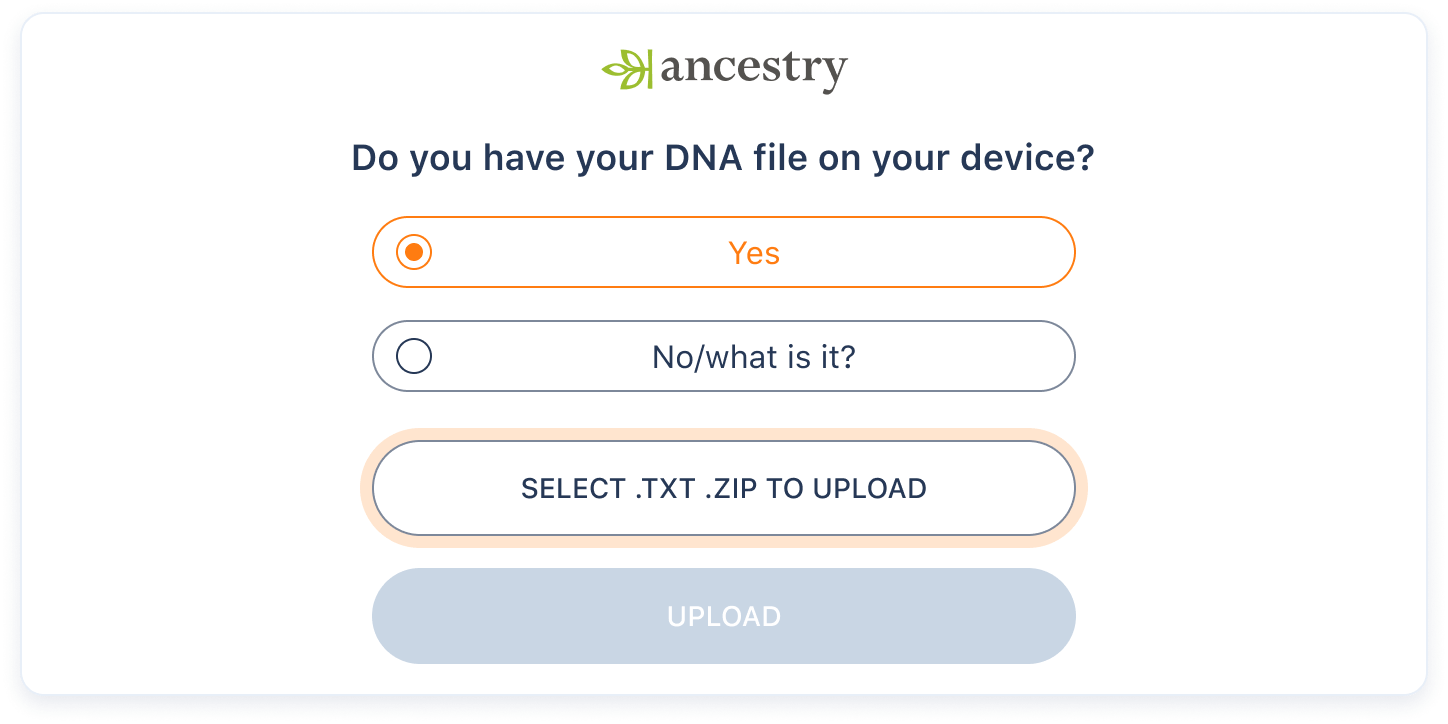 ancestry
Do you have your DNA file on your device?
Yes
No/what is it?
SELECT .TXT .ZIP TO UPLOAD
UPLOAD